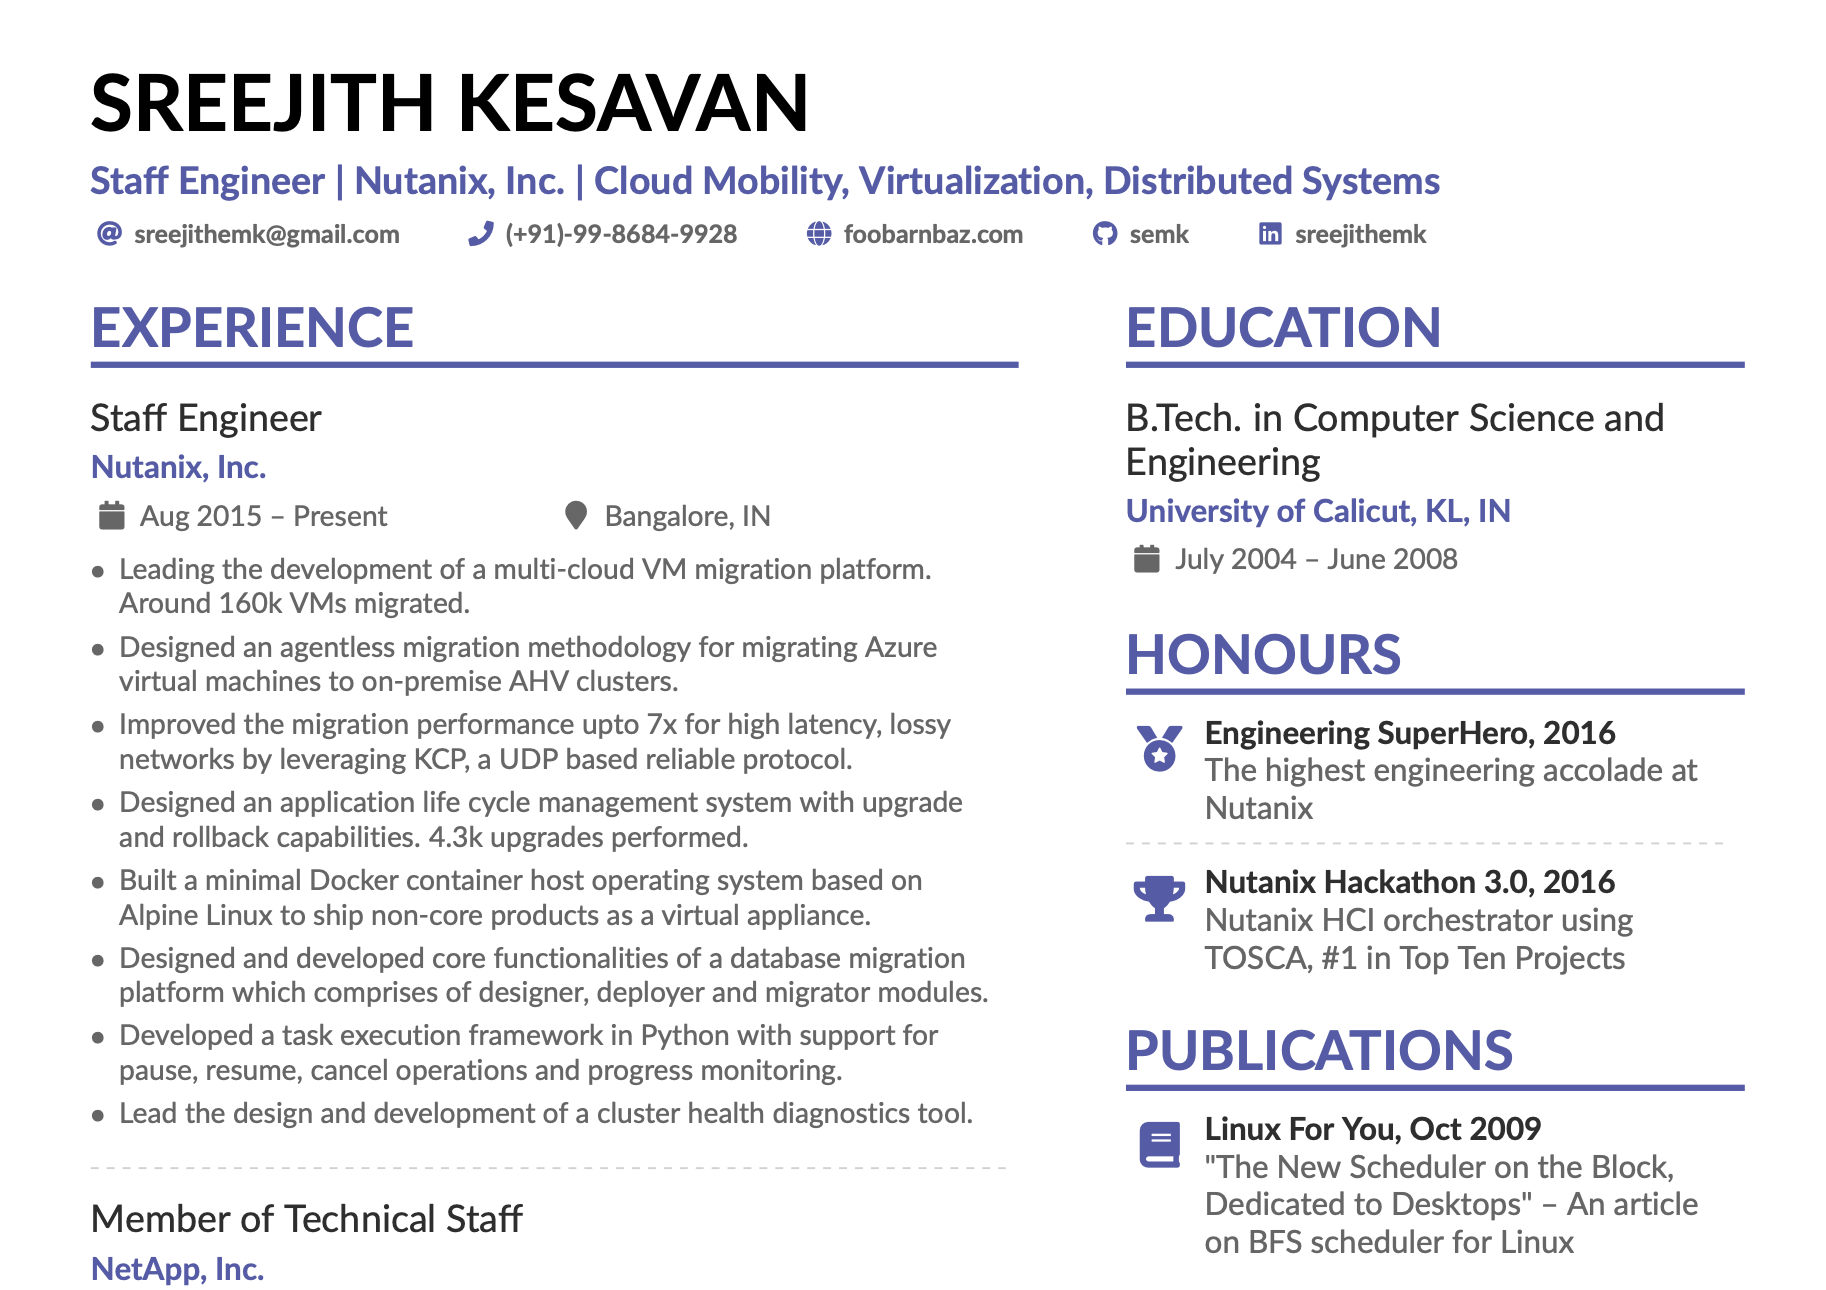 SREEJITH KESAVAN
Staff Engineer | Nutanix, Inc. | Cloud Mobility, Virtualization, Distributed Systems
sreejithemk@gmail.com (+91)-99-8684-9928 foobarnbaz.com semk sreejithemk
EXPERIENCE
Staff Engineer
Nutanix, Inc.
Aug 2015 – Present Bangalore, IN
• Leading the development of a multi-cloud VM migration platform.
Around 160k VMs migrated.
• Designed an agentless migration methodology for migrating Azure
virtual machines to on-premise AHV clusters.
• Improved the migration performance upto 7x for high latency, lossy
networks by leveraging KCP, a UDP based reliable protocol.
• Designed an application life cycle management system with upgrade
and rollback capabilities. 4.3k upgrades performed.
• Built a minimal Docker container host operating system based on
Alpine Linux to ship non-core products as a virtual appliance.
• Designed and developed core functionalities of a database migration
platform which comprises of designer, deployer and migrator modules.
• Developed a task execution framework in Python with support for
pause, resume, cancel operations and progress monitoring.
• Lead the design and development of a cluster health diagnostics tool.
Member of Technical Staff
NetApp, Inc.
EDUCATION
B.Tech. in Computer Science and
Engineering
University of Calicut, KL, IN
July 2004 – June 2008
HONOURS
Engineering SuperHero, 2016
The highest engineering accolade at
Nutanix
Nutanix Hackathon 3.0, 2016
Nutanix HCI orchestrator using
TOSCA, #1 in Top Ten Projects
PUBLICATIONS
Linux For You, Oct 2009
"The New Scheduler on the Block,
Dedicated to Desktops" – An article
on BFS scheduler for Linux